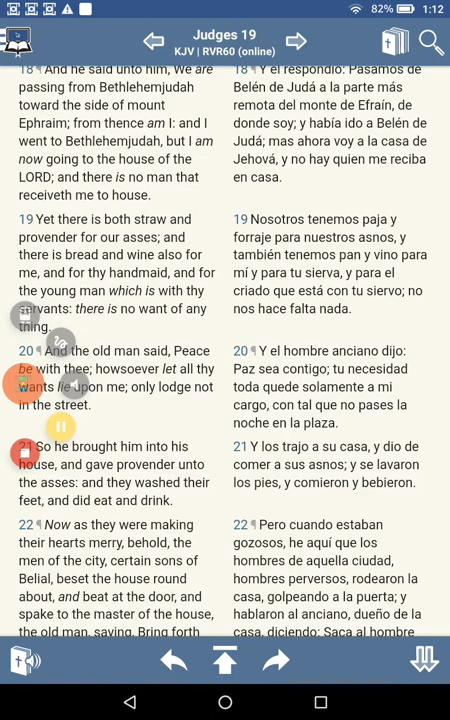 82% 1:12
Judges 19
KJV | RVR60 (online)
18 ¶ And he said unto him, We are
passing from Bethlehemjudah
toward the side of mount
Ephraim; from thence am I: and I
went to Bethlehemjudah, but I am
now going to the house of the
LORD; and there is no man that
receiveth me to house.
19 Yet there is both straw and
provender for our asses; and
there is bread and wine also for
me, and for thy handmaid, and for
the young man which is with thy
servants: there is no want of any
thing.
20 ¶ And the old man said, Peace
be with thee; howsoever let all thy
wants lie upon me; only lodge not
in the street.
21 So he brought him into his
house, and gave provender unto
the asses: and they washed their
feet, and did eat and drink.
22 ¶ Now as they were making
their hearts merry, behold, the
men of the city, certain sons of
Belial, beset the house round
about, and beat at the door, and
spake to the master of the house,
the old man, saying, Bring forth
18 ¶ Y él respondió: Pasamos de
Belén de Judá a la parte más
remota del monte de Efraín, de
donde soy; y había ido a Belén de
Judá; mas ahora voy a la casa de
Jehová, y no hay quien me reciba
en casa.
19 Nosotros tenemos paja y
forraje para nuestros asnos, y
también tenemos pan y vino para
mí y para tu sierva, y para el
criado que está con tu siervo; no
nos hace falta nada.
20 ¶ Y el hombre anciano dijo:
Paz sea contigo; tu necesidad
toda quede solamente a mi
cargo, con tal que no pases la
noche en la plaza.
21 Y los trajo a su casa, y dio de
comer a sus asnos; y se lavaron
los pies, y comieron y bebieron.
22 ¶ Pero cuando estaban
gozosos, he aquí que los
hombres de aquella ciudad,
hombres perversos, rodearon la
casa, golpeando a la puerta; y
hablaron al anciano, dueño de la
casa, diciendo: Saca al hombre